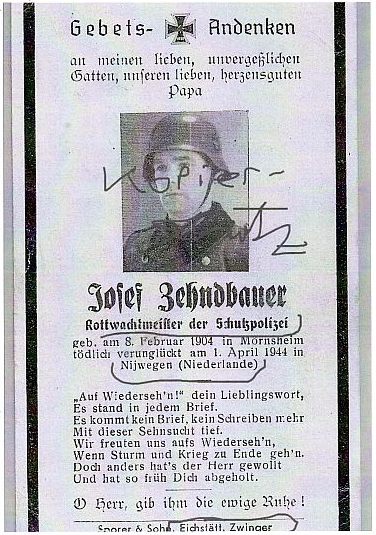 Gebets- Andenken
an meinen lieben, unvergeßlichen
Gatten, unseren lieben, herzensguten
Papa
Kopier-
Josef Zehndbauer
Rottwachtmeister der Schutzpolizei
geb. am 8. Februar 1904 in Mörnsheim
tödlich verunglückt am 1. April 1944 in
Nijwegen (Niederlande)
„Auf Wiederseh'n!" dein Lieblingswort,
Es stand in jedem Brief.
Es kommt kein Brief, kein Schreiben mehr
Mit dieser Sehnsucht tief.
Wir freuten uns aufs Wiederseh'n,
Wenn Sturm und Krieg zu Ende geh'n.
Doch anders hat's der Herr gewollt
Und hat so früh Dich abgeholt.
O Herr, gib ihm die ewige Ruhe!
Sporer & Sohn, Eichstätt, Zwinger